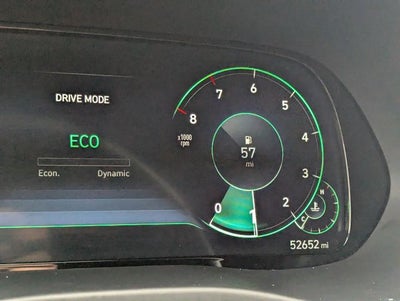 DRIVE MODE
ECO
Econ. Dynamic
x1000
rpm
8
7
6
5
4
3
2
1
0
57
mi
H
C
52652 mi